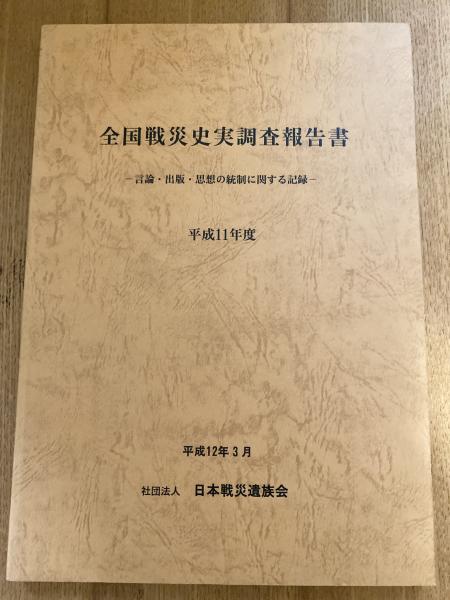 全国戦災史実調査報告書
－言論・出版・思想の統制に関する記録－
平成11年度
平成12年3月
社団法人 日本戦災遺族会